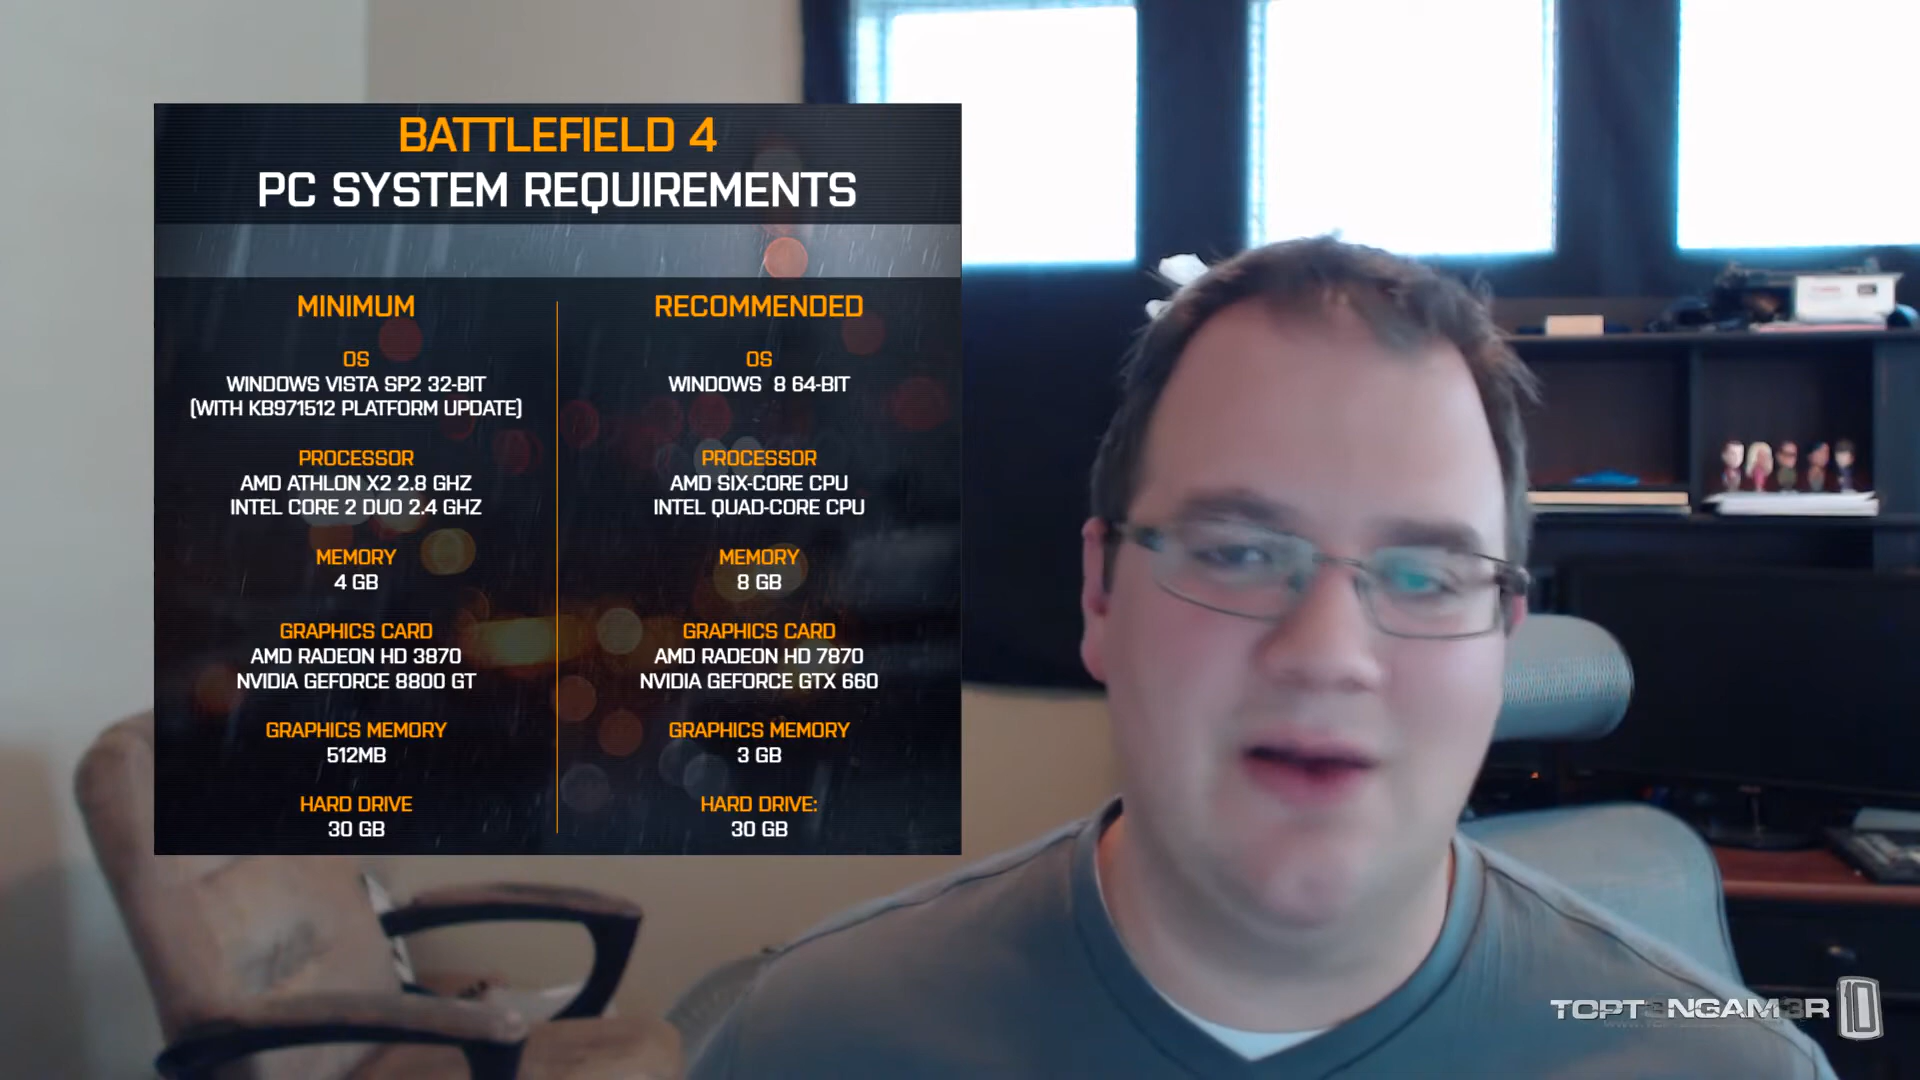 BATTLEFIELD 4
PC SYSTEM REQUIREMENTS
MINIMUM
OS
WINDOWS VISTA SP2 32-BIT
(WITH KB971512 PLATFORM UPDATE)
PROCESSOR
AMD ATHLON X2 2.8 GHZ
INTEL CORE 2 DUO 2.4 GHZ
MEMORY
4 GB
GRAPHICS CARD
AMD RADEON HD 3870
NVIDIA GEFORCE 8800 GT
GRAPHICS MEMORY
512MB
HARD DRIVE
30 GB
RECOMMENDED
OS
WINDOWS 8 64-BIT
PROCESSOR
AMD SIX-CORE CPU
INTEL QUAD-CORE CPU
MEMORY
8 GB
GRAPHICS CARD
AMD RADEON HD 7870
NVIDIA GEFORCE GTX 660
GRAPHICS MEMORY
3 GB
HARD DRIVE:
30 GB
TOPT3NGAM3R 10